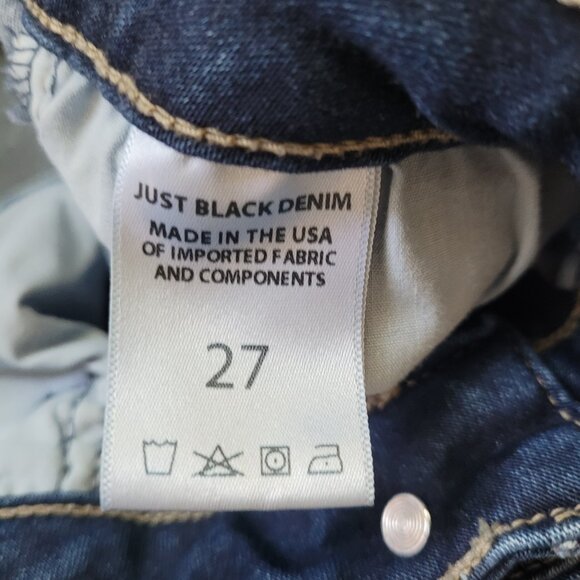 JUST BLACK DENIM
MADE IN THE USA
OF IMPORTED FABRIC
AND COMPONENTS
27